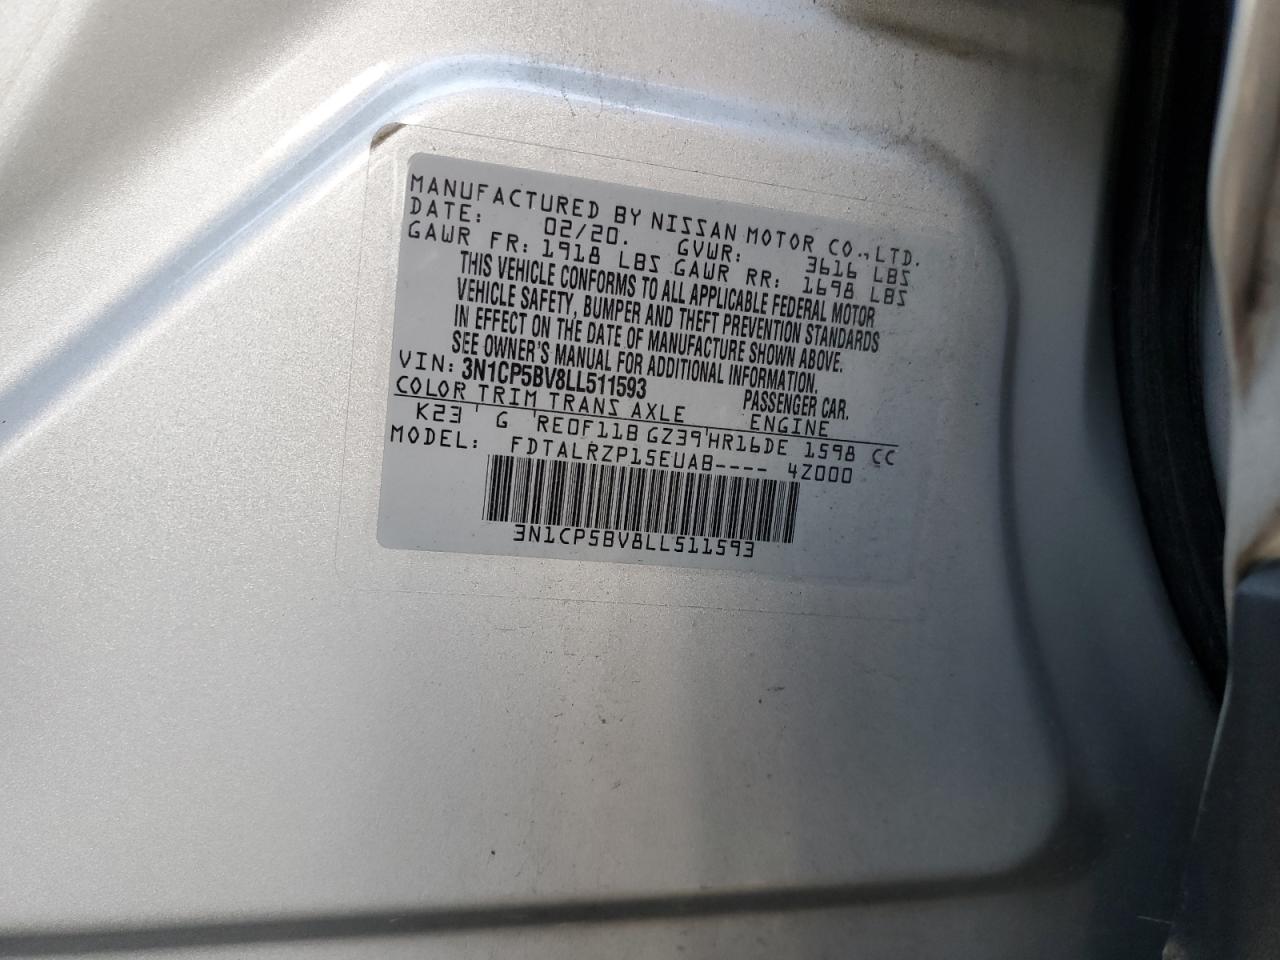 MANUFACTURED BY NISSAN MOTOR CO.,LTD.
DATE: 02/20. GVWR: 3616 LBS
GAWR FR: 1918 LBS GAWR RR: 1698 LBS
THIS VEHICLE CONFORMS TO ALL APPLICABLE FEDERAL MOTOR
VEHICLE SAFETY, BUMPER AND THEFT PREVENTION STANDARDS
IN EFFECT ON THE DATE OF MANUFACTURE SHOWN ABOVE.
SEE OWNER'S MANUAL FOR ADDITIONAL INFORMATION.
VIN: 3N1CP5BV8LL511593 PASSENGER CAR.
COLOR TRIM TRANS AXLE ENGINE
K23 ' G 'RE0F11B GZ39'HR16DE 1598 CC
MODEL: FDTALRZP15EUAB---- 4Z000
3N1CP5BV8LL511593